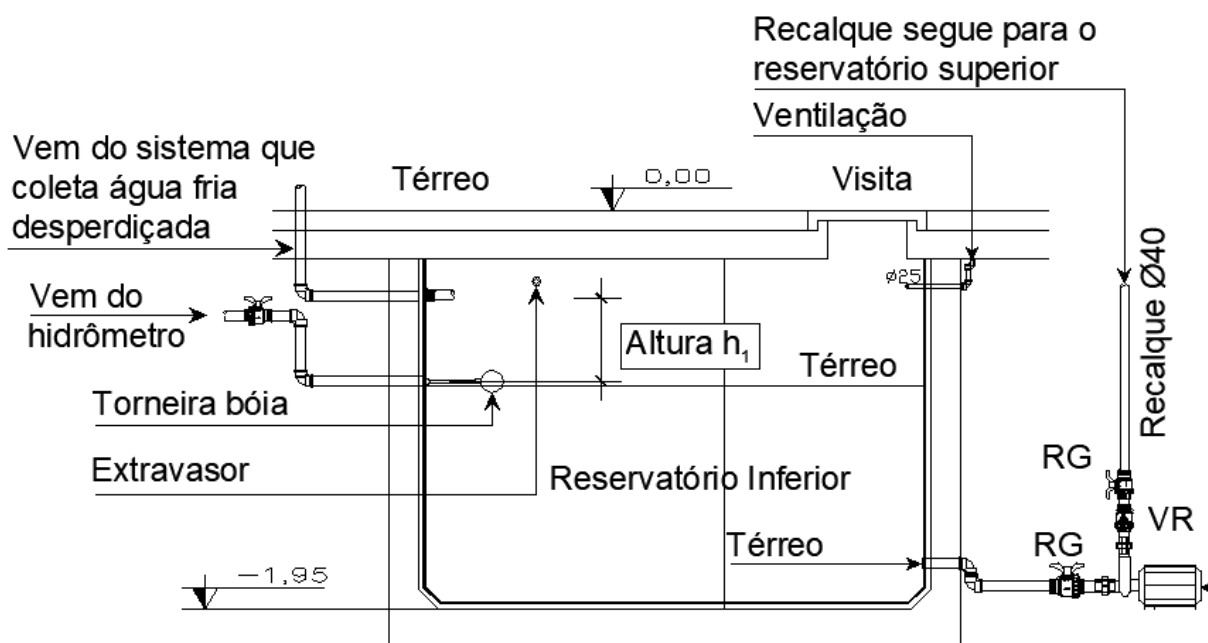 Recalque segue para o
reservatório superior
Ventilação
Vem do sistema que
coleta água fria
desperdiçada
Térreo
0,00
Visita
ø25
Vem do
hidrômetro
Altura h₁
Térreo
Recalque Ø40
Torneira bóia
Extravasor
Reservatório Inferior
RG
VR
Térreo
RG
-1,95